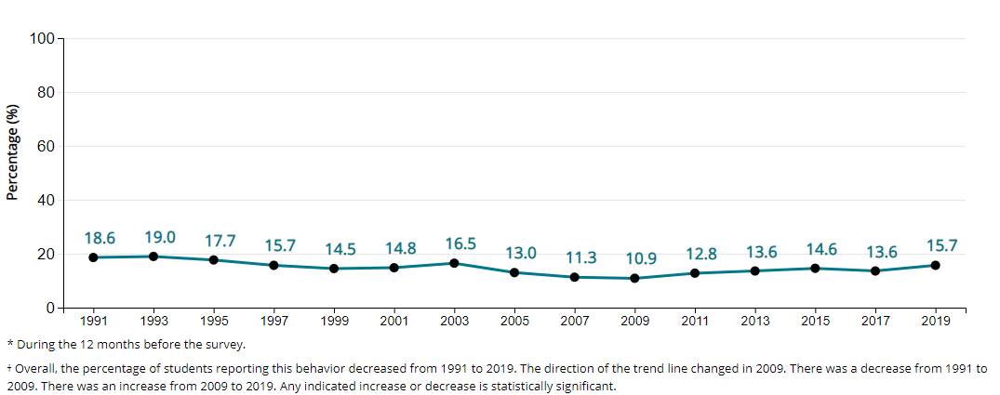 Percentage (%)
100
80
60
40
20
0
18.6 19.0 17.7 15.7 14.5 14.8 16.5 13.0 11.3 10.9 12.8 13.6 14.6 13.6 15.7
1991 1993 1995 1997 1999 2001 2003 2005 2007 2009 2011 2013 2015 2017 2019
* During the 12 months before the survey.
† Overall, the percentage of students reporting this behavior decreased from 1991 to 2019. The direction of the trend line changed in 2009. There was a decrease from 1991 to
2009. There was an increase from 2009 to 2019. Any indicated increase or decrease is statistically significant.